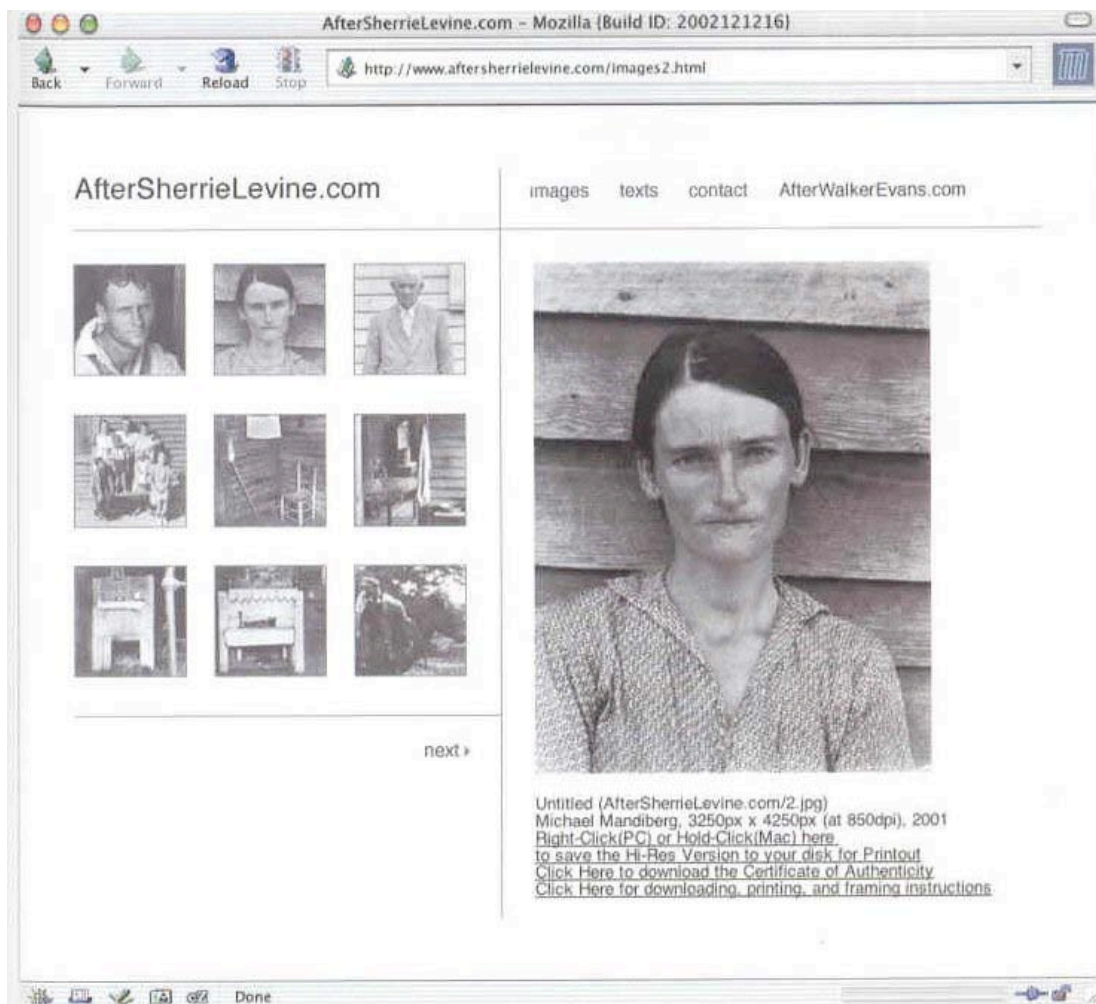 AfterSherrieLevine.com – Mozilla {Build ID: 2002121216}
Back Forward Reload Stop http://www.aftersherrielevine.com/images2.html
AfterSherrieLevine.com
images texts contact AfterWalkerEvans.com
next ›
Untitled (AfterSherrieLevine.com/2.jpg)
Michael Mandiberg, 3250px x 4250px (at 850dpi), 2001
Right-Click(PC) or Hold-Click(Mac) here
to save the Hi-Res Version to your disk for Printout
Click Here to download the Certificate of Authenticity
Click Here for downloading, printing, and framing instructions
Done